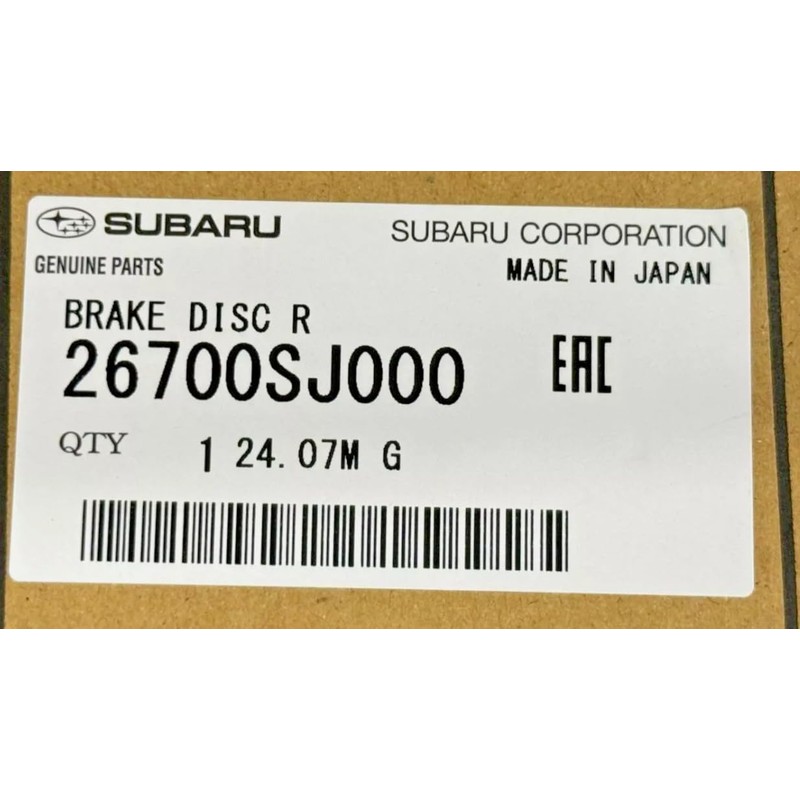 SUBARU
SUBARU CORPORATION
GENUINE PARTS
MADE IN JAPAN
BRAKE DISC R
26700SJ000
EAC
QTY 1 24.07M G